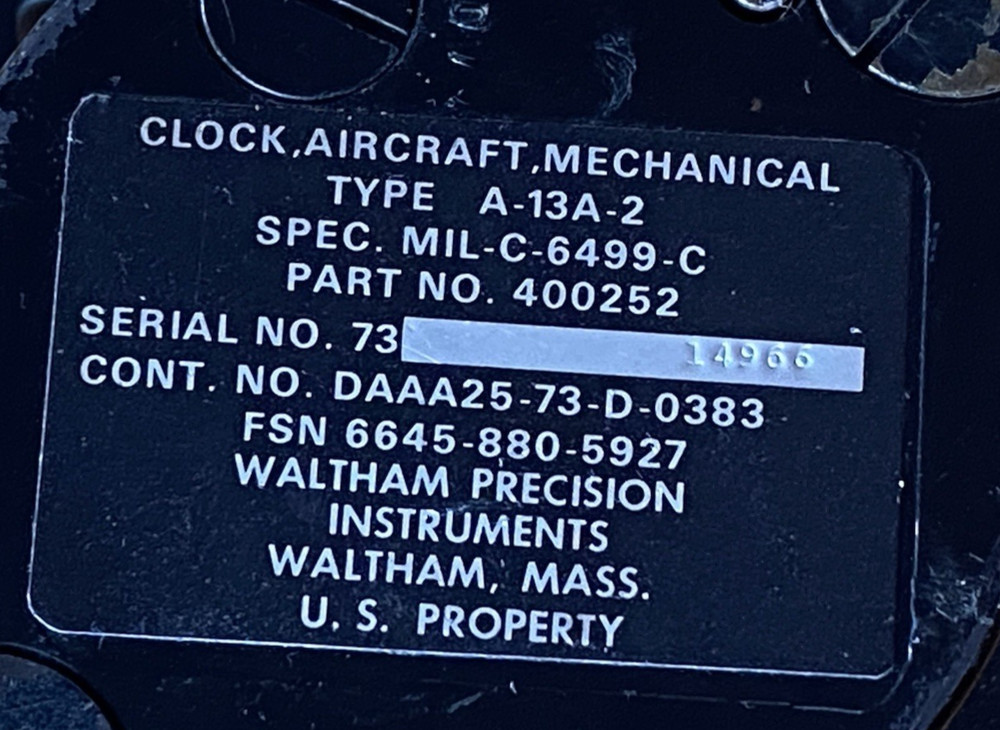 CLOCK,AIRCRAFT,MECHANICAL
TYPE A-13A-2
SPEC. MIL-C-6499-C
PART NO. 400252
SERIAL NO. 73 14966
CONT. NO. DAAA25-73-D-0383
FSN 6645-880-5927
WALTHAM PRECISION
INSTRUMENTS
WALTHAM, MASS.
U. S. PROPERTY